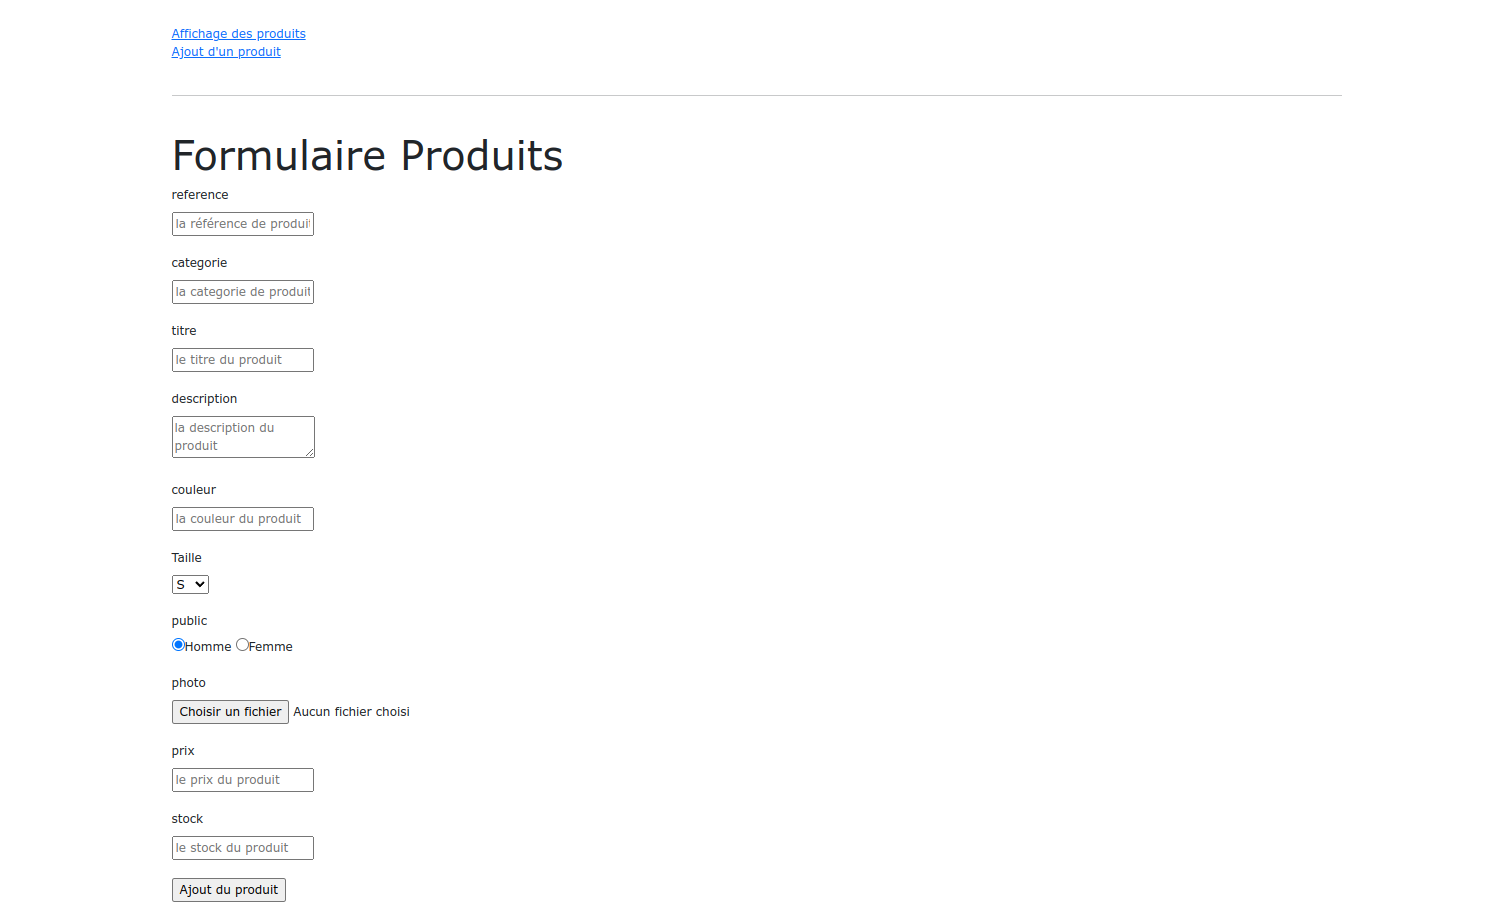 Affichage des produits
Ajout d'un produit
Formulaire Produits
reference
la référence de produit
categorie
la categorie de produit
titre
le titre du produit
description
la description du
produit
couleur
la couleur du produit
Taille
S
public
Homme Femme
photo
Choisir un fichier Aucun fichier choisi
prix
le prix du produit
stock
le stock du produit
Ajout du produit